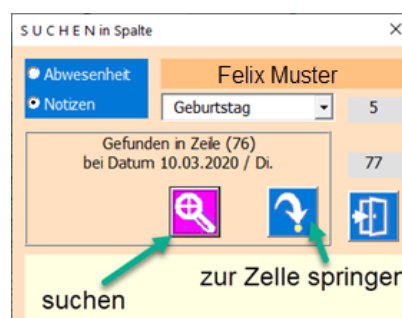 S U C H E N in Spalte
Abwesenheit
Felix Muster
Notizen
Geburtstag
5
Gefunden in Zeile (76)
bei Datum 10.03.2020 / Di.
77
zur Zelle springen
suchen